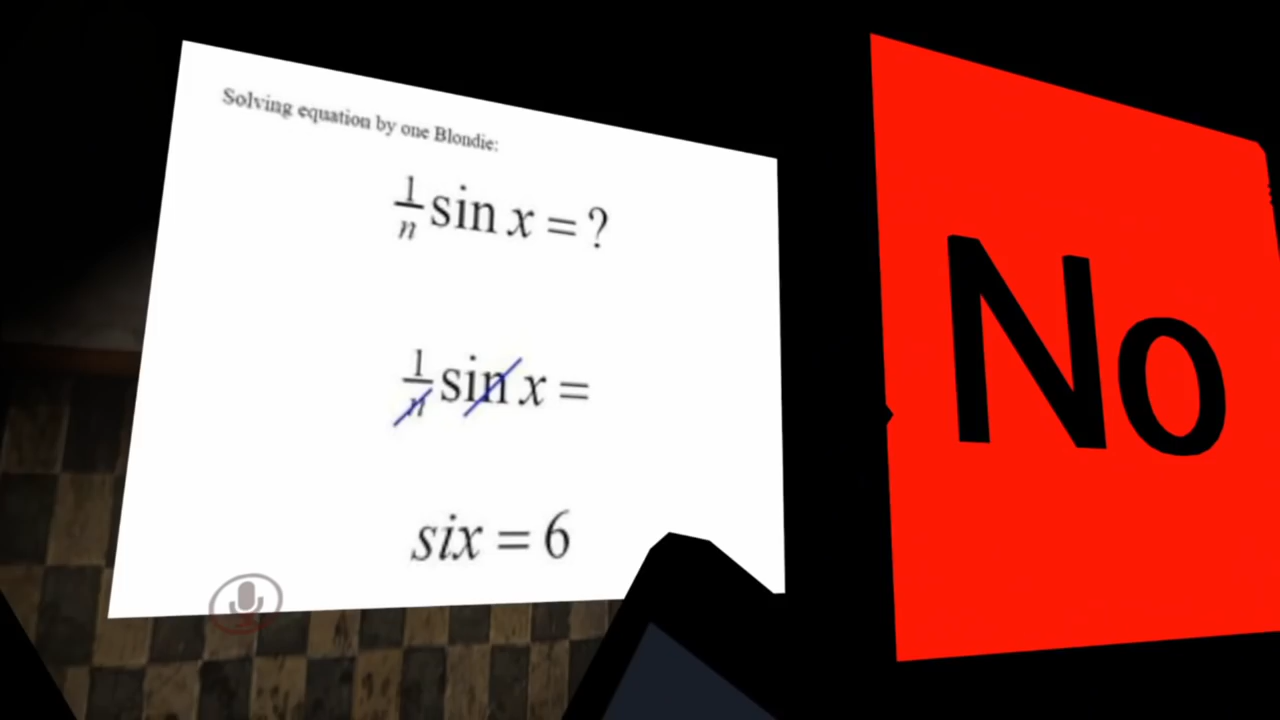 Solving equation by one Blondie:
1/n sin x = ?
1/n sin x =
six = 6
No